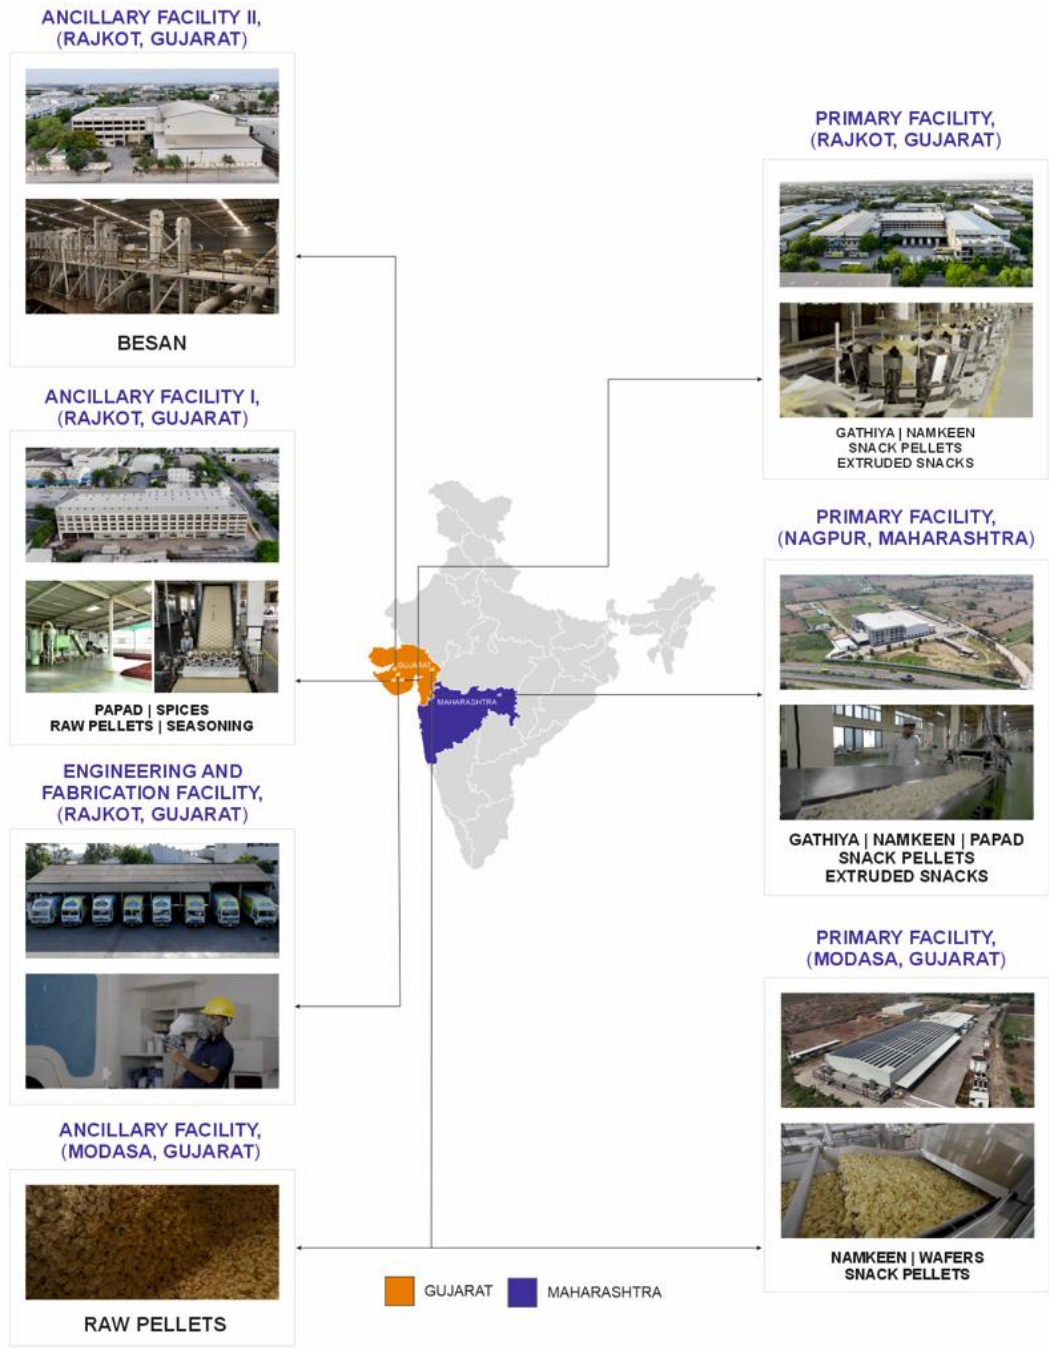 ANCILLARY FACILITY II,
(RAJKOT, GUJARAT)
BESAN
ANCILLARY FACILITY I,
(RAJKOT, GUJARAT)
PAPAD | SPICES
RAW PELLETS | SEASONING
ENGINEERING AND
FABRICATION FACILITY,
(RAJKOT, GUJARAT)
ANCILLARY FACILITY,
(MODASA, GUJARAT)
RAW PELLETS
GUJARAT
MAHARASHTRA
PRIMARY FACILITY,
(RAJKOT, GUJARAT)
GATHIYA | NAMKEEN
SNACK PELLETS
EXTRUDED SNACKS
PRIMARY FACILITY,
(NAGPUR, MAHARASHTRA)
GATHIYA | NAMKEEN | PAPAD
SNACK PELLETS
EXTRUDED SNACKS
PRIMARY FACILITY,
(MODASA, GUJARAT)
NAMKEEN | WAFERS
SNACK PELLETS
GUJARAT
MAHARASHTRA